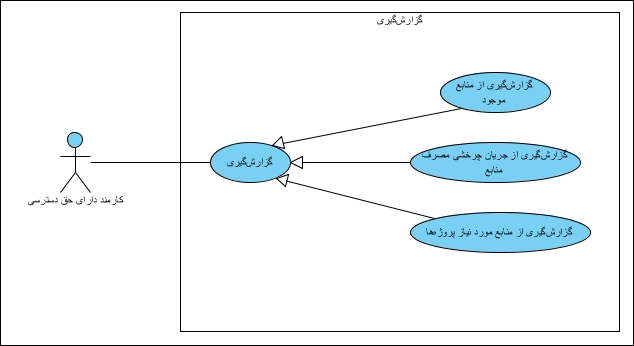 گزارش‌گیری
گزارش‌گیری از منابع
موجود
گزارش‌گیری
گزارش‌گیری از جریان چرخشی مصرف
منابع
کارمند دارای حق دسترسی
گزارش‌گیری از منابع مورد نیاز پروژه‌ها